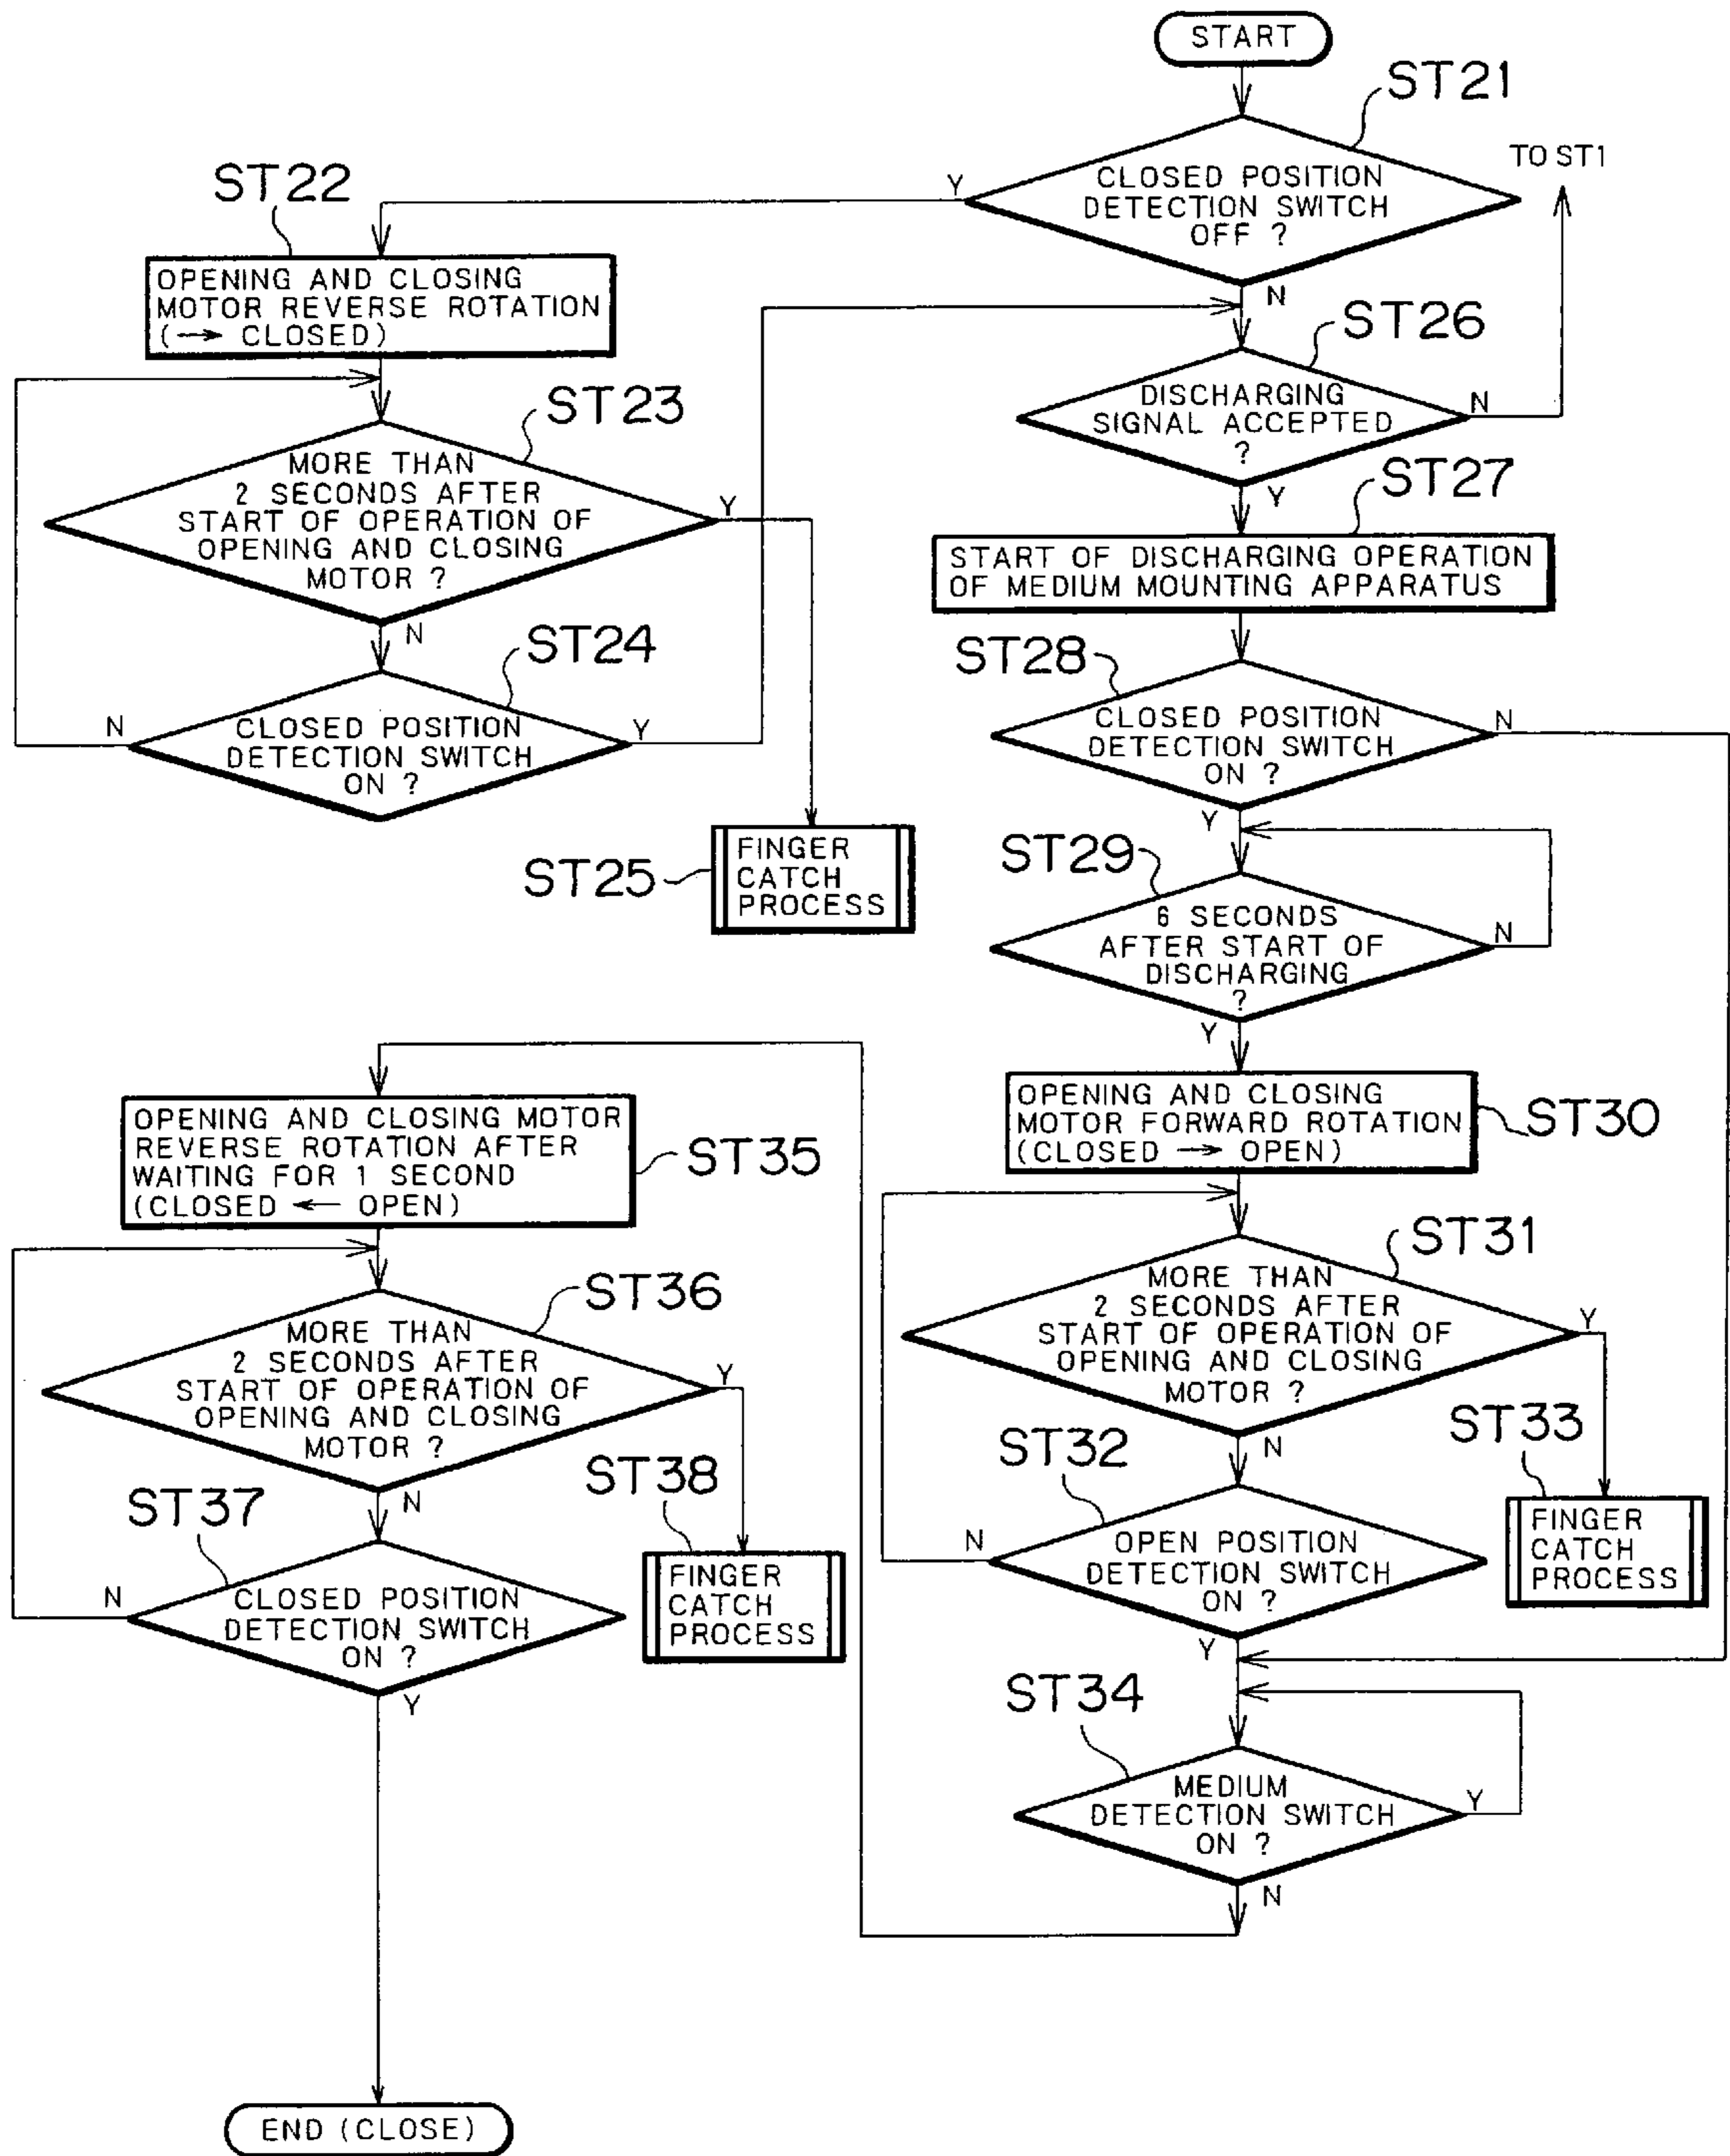 START
ST21
CLOSED POSITION
DETECTION SWITCH
OFF ?
Y
N
TO ST1
ST22
OPENING AND CLOSING
MOTOR REVERSE ROTATION
(→ CLOSED)
ST23
MORE THAN
2 SECONDS AFTER
START OF OPERATION OF
OPENING AND CLOSING
MOTOR ?
Y
N
ST24
CLOSED POSITION
DETECTION SWITCH
ON ?
N
Y
ST25
FINGER
CATCH
PROCESS
ST26
DISCHARGING
SIGNAL ACCEPTED
?
N
Y
ST27
START OF DISCHARGING OPERATION
OF MEDIUM MOUNTING APPARATUS
ST28
CLOSED POSITION
DETECTION SWITCH
ON ?
N
Y
ST29
6 SECONDS
AFTER START OF
DISCHARGING
?
N
Y
ST30
OPENING AND CLOSING
MOTOR FORWARD ROTATION
(CLOSED → OPEN)
ST31
MORE THAN
2 SECONDS AFTER
START OF OPERATION OF
OPENING AND CLOSING
MOTOR ?
Y
N
ST32
OPEN POSITION
DETECTION SWITCH
ON ?
N
Y
ST33
FINGER
CATCH
PROCESS
ST34
MEDIUM
DETECTION SWITCH
ON ?
Y
N
OPENING AND CLOSING MOTOR
REVERSE ROTATION AFTER
WAITING FOR 1 SECOND
(CLOSED ← OPEN)
ST35
ST36
MORE THAN
2 SECONDS AFTER
START OF OPERATION OF
OPENING AND CLOSING
MOTOR ?
Y
N
ST37
CLOSED POSITION
DETECTION SWITCH
ON ?
N
Y
ST38
FINGER
CATCH
PROCESS
END (CLOSE)